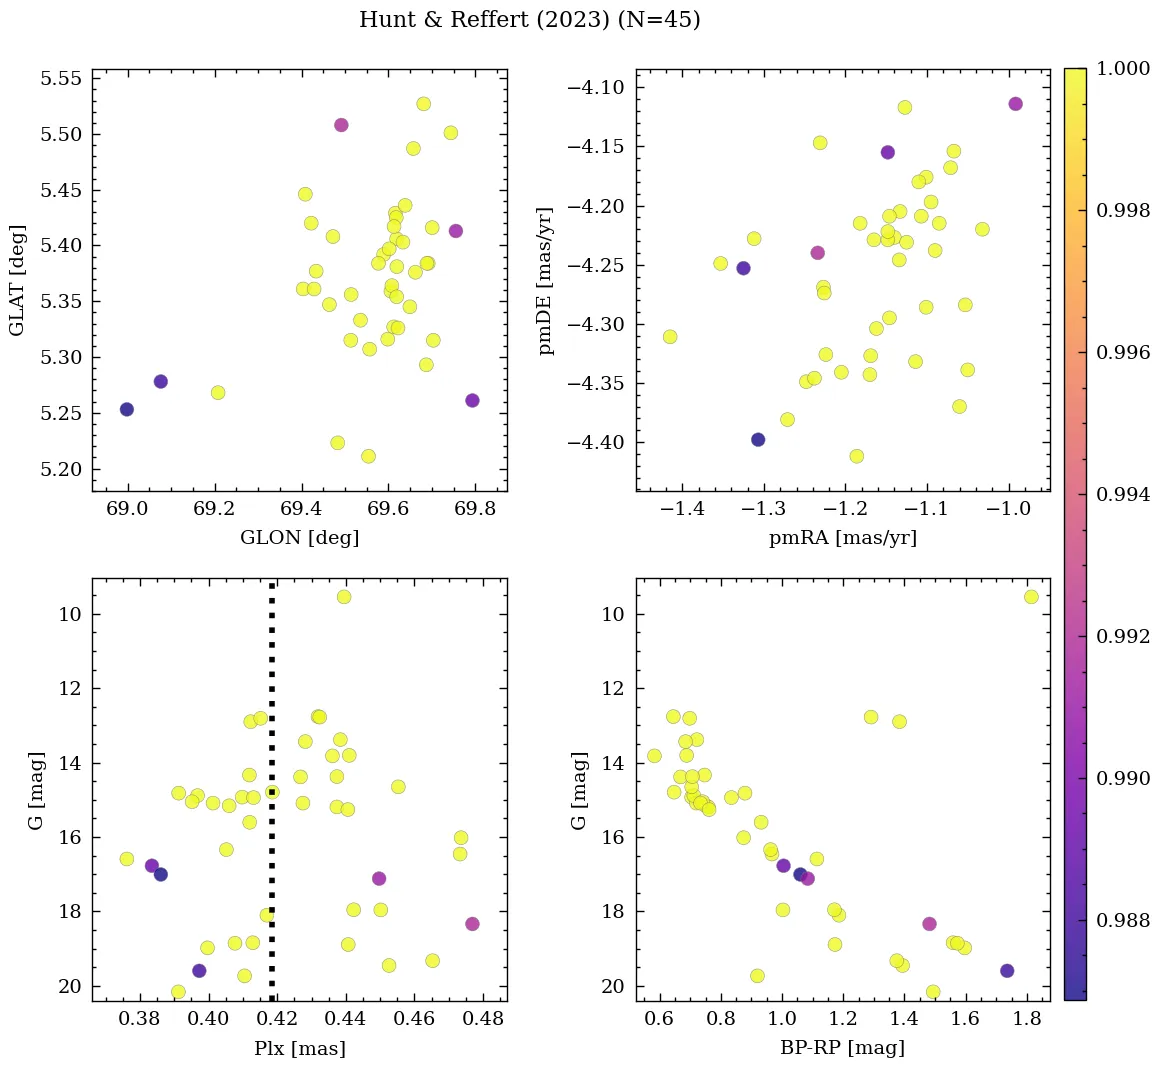 Hunt & Reffert (2023) (N=45)
5.55
5.50
5.45
5.40
5.35
5.30
5.25
5.20
GLAT [deg]
69.0 69.2 69.4 69.6 69.8
GLON [deg]
−4.10
−4.15
−4.20
−4.25
−4.30
−4.35
−4.40
pmDE [mas/yr]
−1.4 −1.3 −1.2 −1.1 −1.0
pmRA [mas/yr]
10
12
14
16
18
20
G [mag]
0.38 0.40 0.42 0.44 0.46 0.48
Plx [mas]
10
12
14
16
18
20
G [mag]
0.6 0.8 1.0 1.2 1.4 1.6 1.8
BP-RP [mag]
1.000
0.998
0.996
0.994
0.992
0.990
0.988